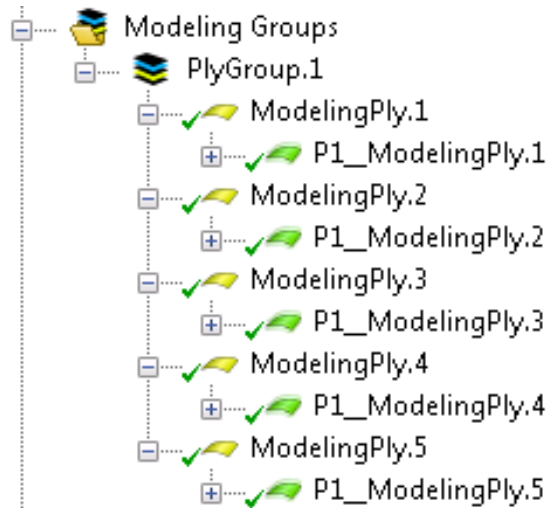 Modeling Groups
PlyGroup.1
ModelingPly.1
P1__ModelingPly.1
ModelingPly.2
P1__ModelingPly.2
ModelingPly.3
P1__ModelingPly.3
ModelingPly.4
P1__ModelingPly.4
ModelingPly.5
P1__ModelingPly.5